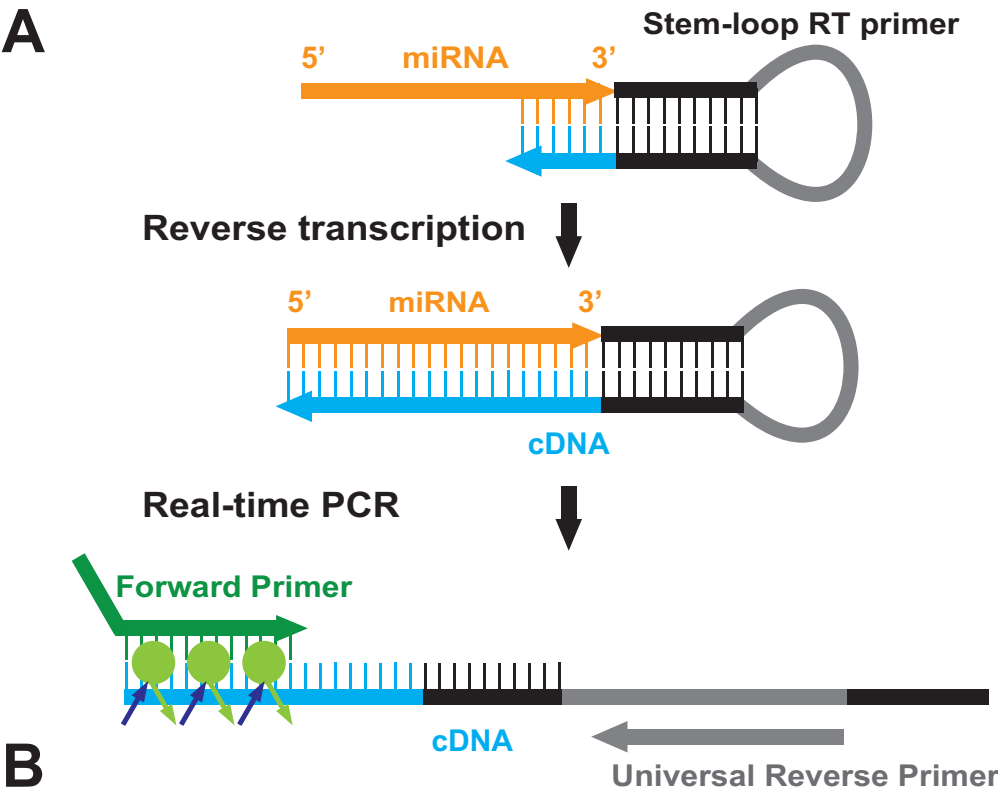 A
Stem-loop RT primer
5’ miRNA 3’
Reverse transcription
5’ miRNA 3’
cDNA
Real-time PCR
Forward Primer
cDNA
B
Universal Reverse Primer